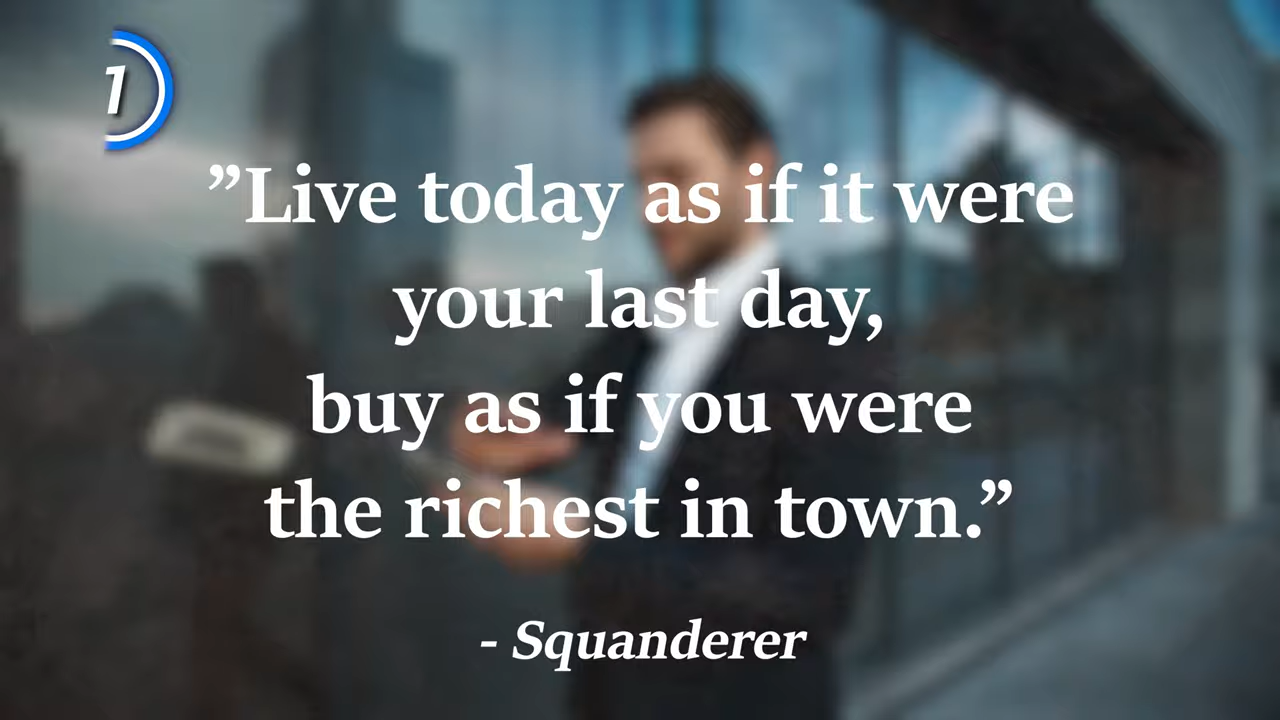 1
”Live today as if it were
your last day,
buy as if you were
the richest in town.”
- Squanderer